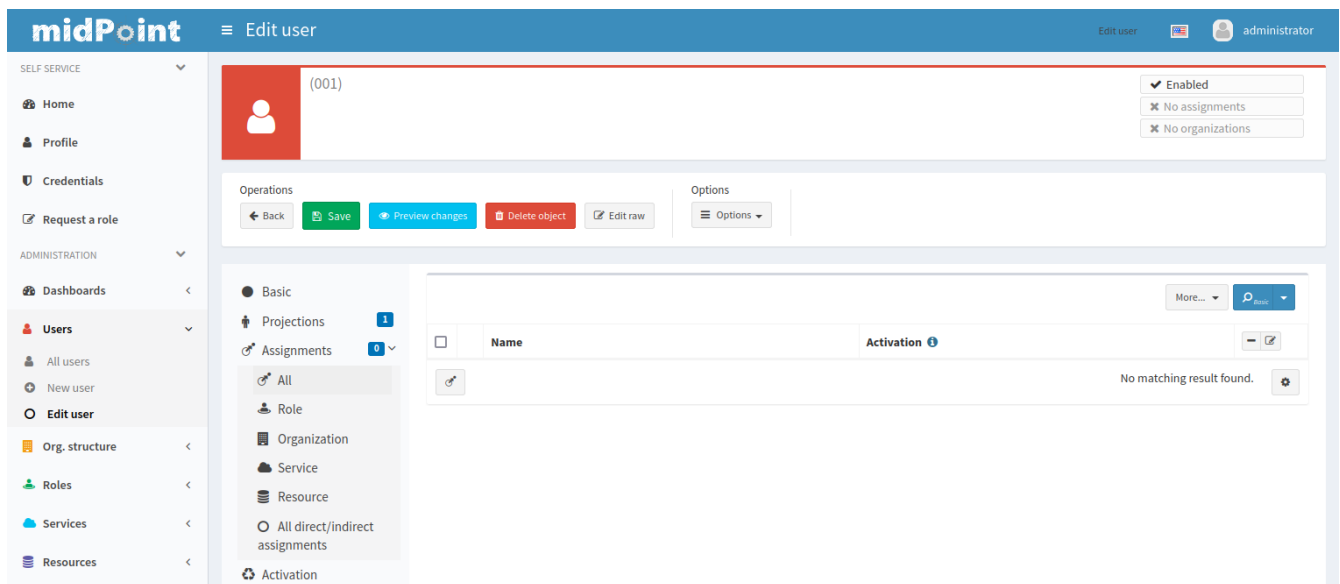 midPoint
Edit user
Edit user
administrator
SELF SERVICE
Home
Profile
Credentials
Request a role
ADMINISTRATION
Dashboards
Users
All users
New user
Edit user
Org. structure
Roles
Services
Resources
(001)
Enabled
No assignments
No organizations
Operations
Back
Save
Preview changes
Delete object
Edit raw
Options
Options
Basic
Projections 1
Assignments 0
All
Role
Organization
Service
Resource
All direct/indirect
assignments
Activation
More...
Basic
Name
Activation
No matching result found.